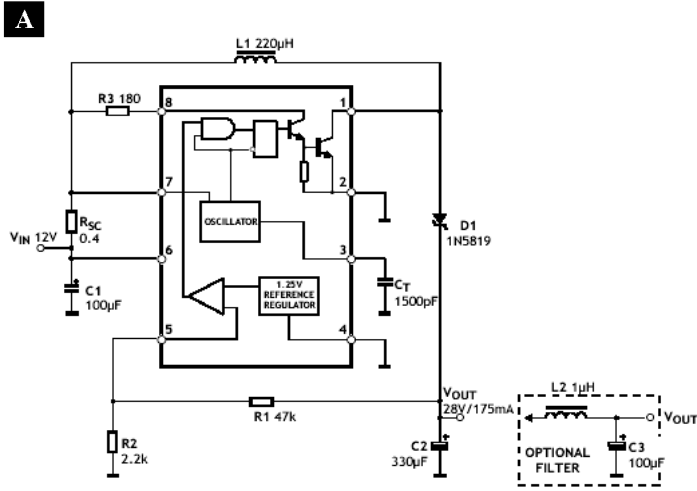 A
L1 220µH
R3 180
8
1
7
2
OSCILLATOR
RSC
0.4
VIN 12V
D1
1N5819
6
3
C1
100µF
1.25V
REFERENCE
REGULATOR
CT
1500pF
5
4
VOUT
28V/175mA
R1 47k
R2
2.2k
C2
330µF
L2 1µH
VOUT
OPTIONAL
FILTER
C3
100µF